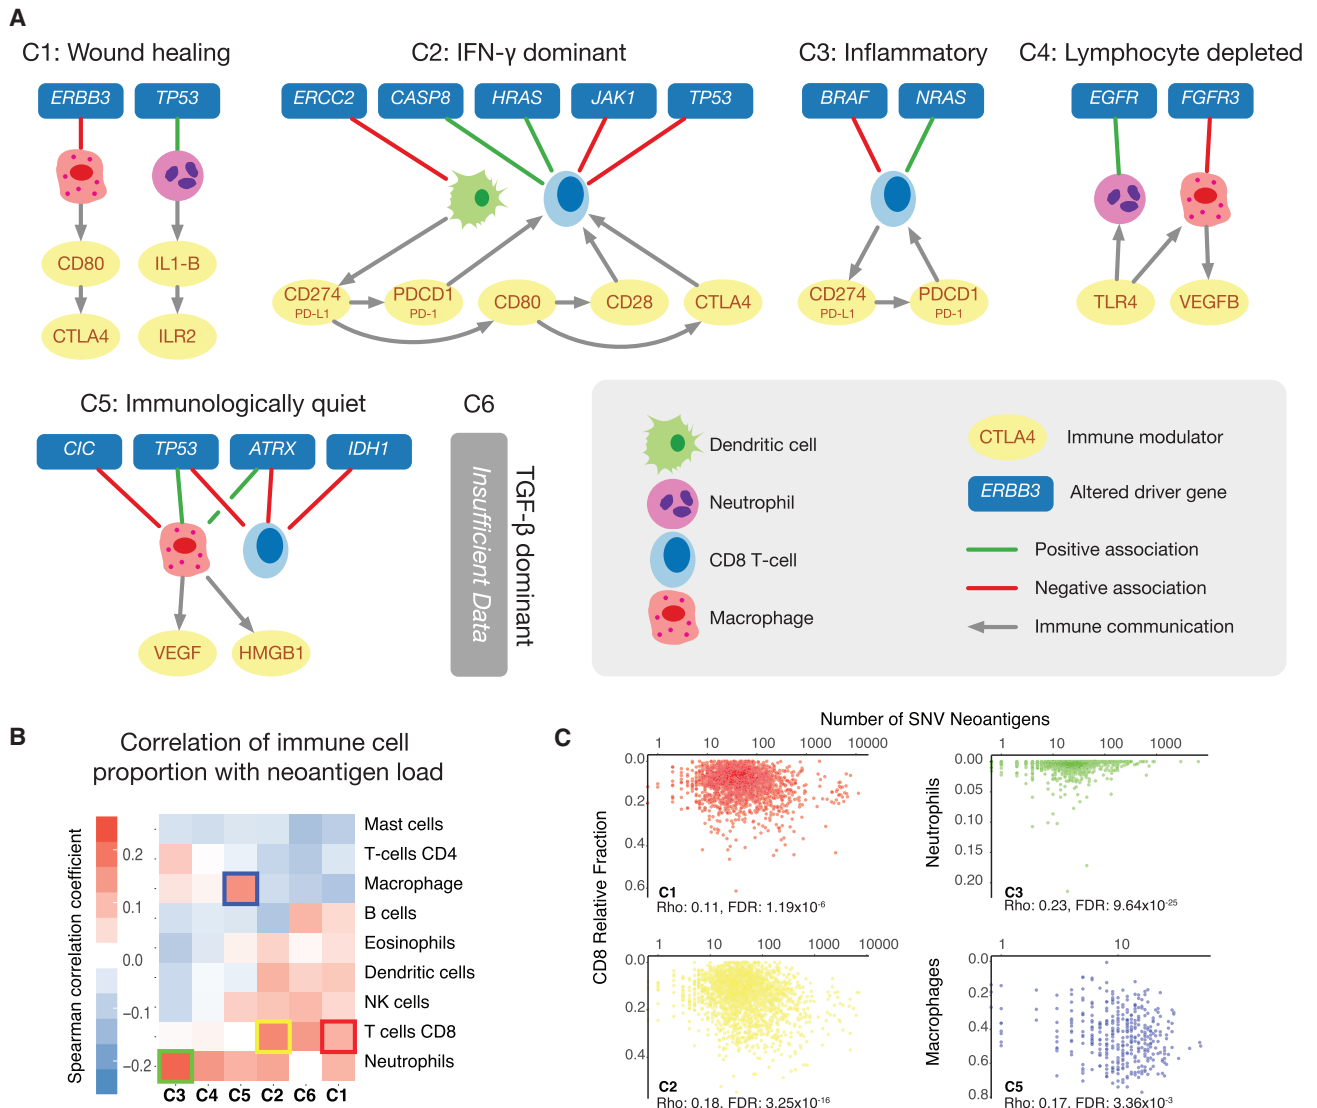 A
C1: Wound healing
C2: IFN-γ dominant
C3: Inflammatory
C4: Lymphocyte depleted
ERBB3
TP53
ERCC2
CASP8
HRAS
JAK1
TP53
BRAF
NRAS
EGFR
FGFR3
CD80
IL1-B
CTLA4
ILR2
CD274
PD-L1
PDCD1
PD-1
CD80
CD28
CTLA4
CD274
PD-L1
PDCD1
PD-1
TLR4
VEGFB
C5: Immunologically quiet
CIC
TP53
ATRX
IDH1
VEGF
HMGB1
C6
Insufficient Data
TGF-β dominant
Dendritic cell
Neutrophil
CD8 T-cell
Macrophage
CTLA4
Immune modulator
ERBB3
Altered driver gene
Positive association
Negative association
Immune communication
B
Correlation of immune cell
proportion with neoantigen load
Spearman correlation coefficient
0.2
0.1
0.0
−0.1
−0.2
Mast cells
T-cells CD4
Macrophage
B cells
Eosinophils
Dendritic cells
NK cells
T cells CD8
Neutrophils
C3 C4 C5 C2 C6 C1
C
Number of SNV Neoantigens
CD8 Relative Fraction
1 10 100 1000 10000
0.0
0.2
0.4
0.6
C1
Rho: 0.11, FDR: 1.19x10-6
Neutrophils
1 10 100 1000
0.00
0.05
0.10
0.15
0.20
C3
Rho: 0.23, FDR: 9.64x10-25
1 10 100 1000 10000
0.0
0.2
0.4
C2
Rho: 0.18, FDR: 3.25x10-16
Macrophages
1 10
0.0
0.2
0.4
0.6
0.8
C5
Rho: 0.17, FDR: 3.36x10-3